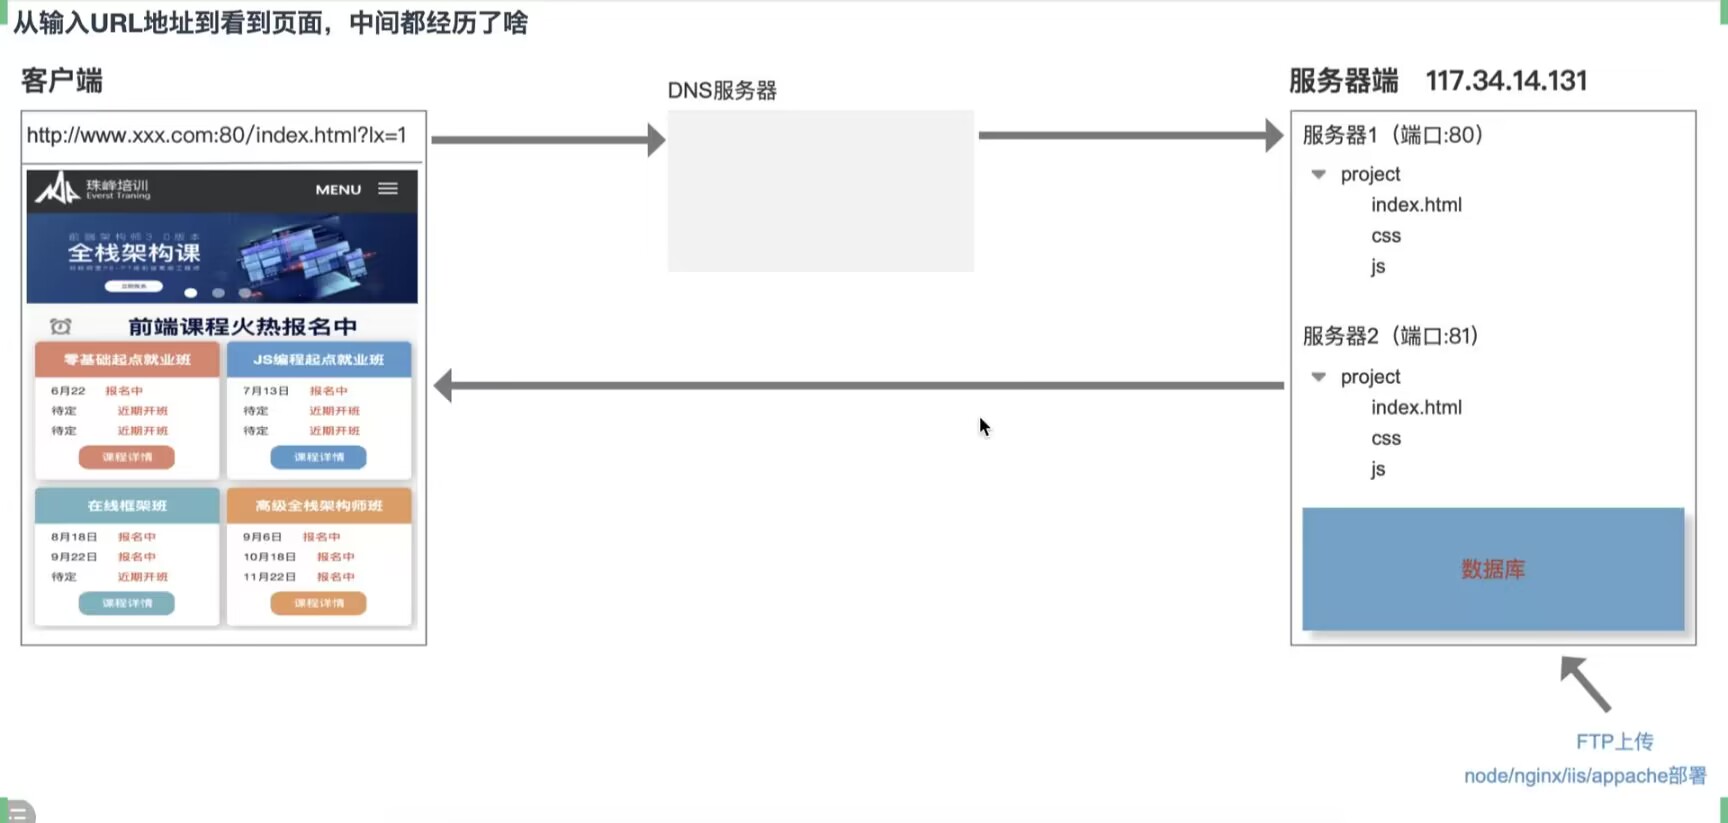 从输入URL地址到看到页面，中间都经历了啥
客户端
http://www.xxx.com:80/index.html?lx=1
珠峰培训
Everst Traning
MENU
前端架构师3.0版本
全栈架构课
前端课程火热报名中
零基础起点就业班
6月22 报名中
待定 近期开班
待定 近期开班
课程详情
JS编程起点就业班
7月13日 报名中
待定 近期开班
待定 近期开班
课程详情
在线框架班
8月18日 报名中
9月22日 报名中
待定 近期开班
课程详情
高级全栈架构师班
9月6日 报名中
10月18日 报名中
11月22日 报名中
课程详情
DNS服务器
服务器端 117.34.14.131
服务器1（端口:80）
project
index.html
css
js
服务器2（端口:81）
project
index.html
css
js
数据库
FTP上传
node/nginx/iis/appache部署